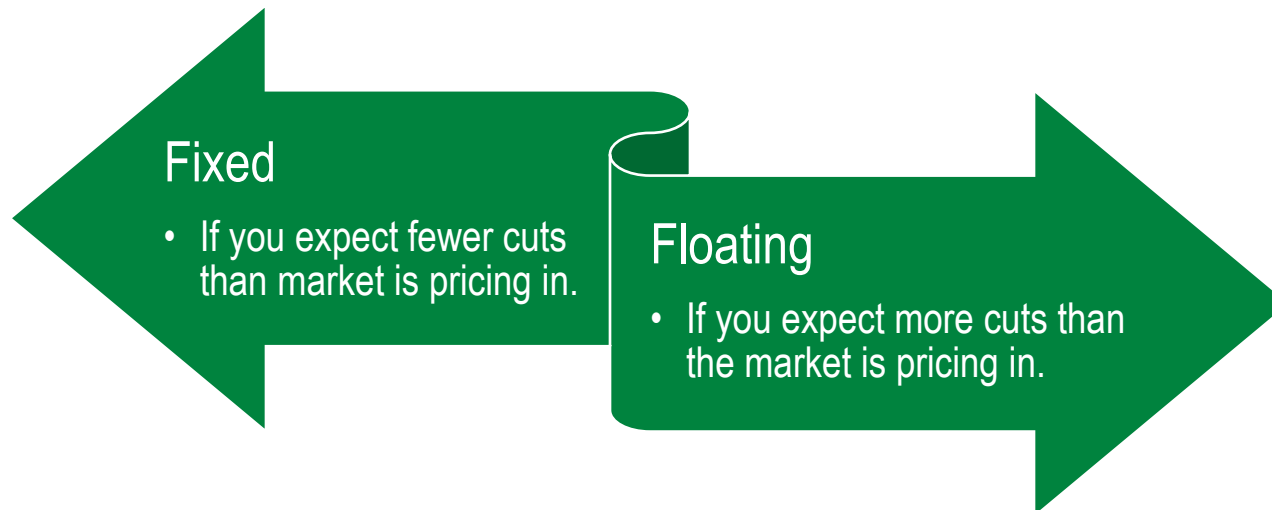 Fixed
• If you expect fewer cuts
than market is pricing in.
Floating
• If you expect more cuts than
the market is pricing in.